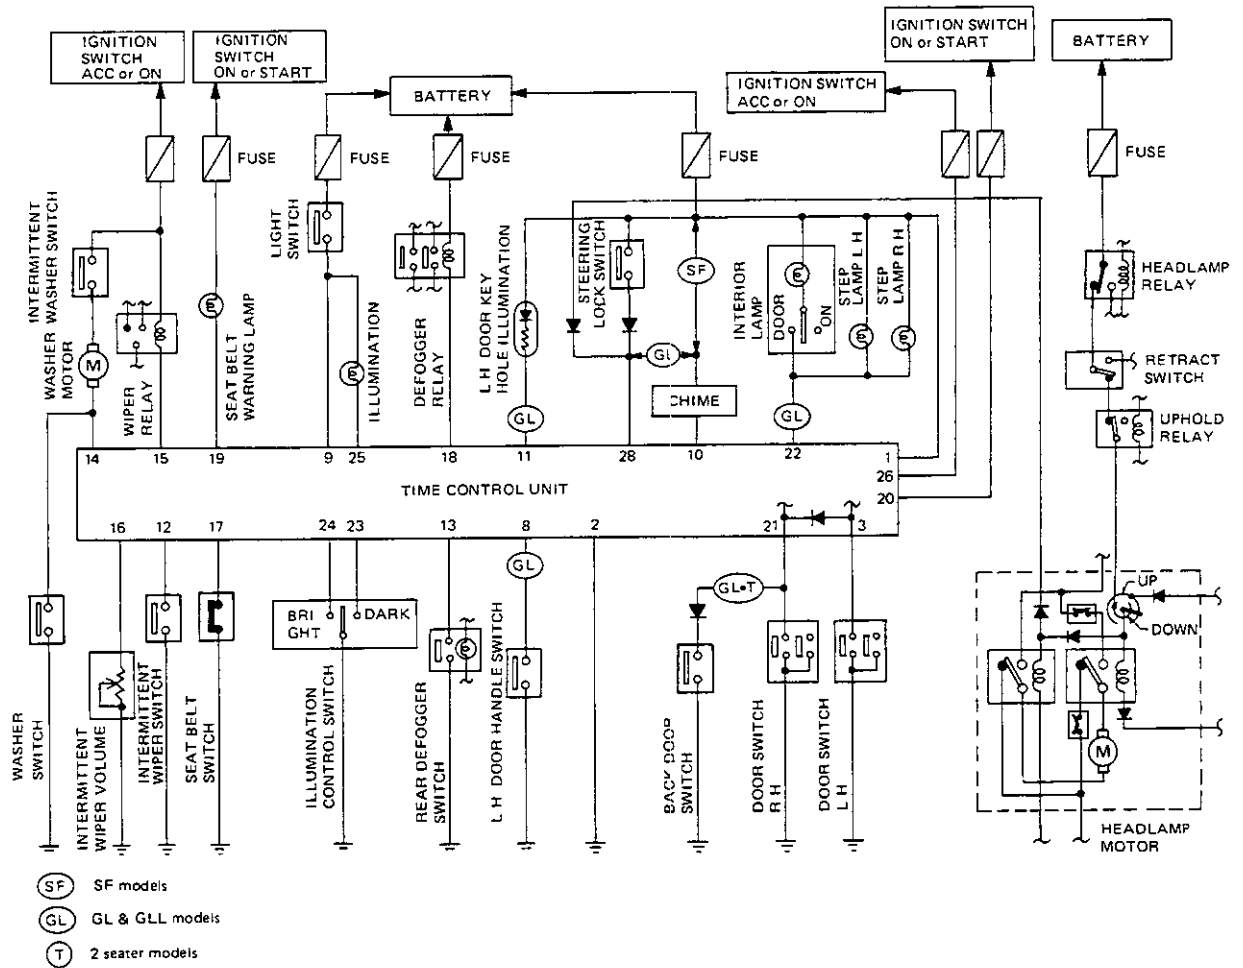 IGNITION
SWITCH
ACC or ON
IGNITION
SWITCH
ON or START
BATTERY
IGNITION SWITCH
ACC or ON
IGNITION SWITCH
ON or START
BATTERY
FUSE
FUSE
FUSE
FUSE
FUSE
INTERMITTENT
WASHER SWITCH
WASHER
MOTOR
M
WIPER
RELAY
SEAT BELT
WARNING LAMP
LIGHT
SWITCH
ILLUMINATION
DEFOGGER
RELAY
L H DOOR KEY
HOLE ILLUMINATION
GL
STEERING
LOCK SWITCH
SF
GL
CHIME
INTERIOR
LAMP
DOOR
ON
GL
STEP
LAMP L H
STEP
LAMP R H
HEADLAMP
RELAY
RETRACT
SWITCH
UPHOLD
RELAY
14 15 19 9 25 18 11 28 10 22 1
26
20
TIME CONTROL UNIT
16 12 17 24 23 13 8 2 21 3
WASHER
SWITCH
INTERMITTENT
WIPER VOLUME
INTERMITTENT
WIPER SWITCH
SEAT BELT
SWITCH
BRI
GHT
DARK
ILLUMINATION
CONTROL SWITCH
REAR DEFOGGER
SWITCH
GL
L H DOOR HANDLE SWITCH
GL•T
BACK DOOR
SWITCH
DOOR SWITCH
R H
DOOR SWITCH
L H
UP
DOWN
M
HEADLAMP
MOTOR
SF SF models
GL GL & GLL models
T 2 seater models